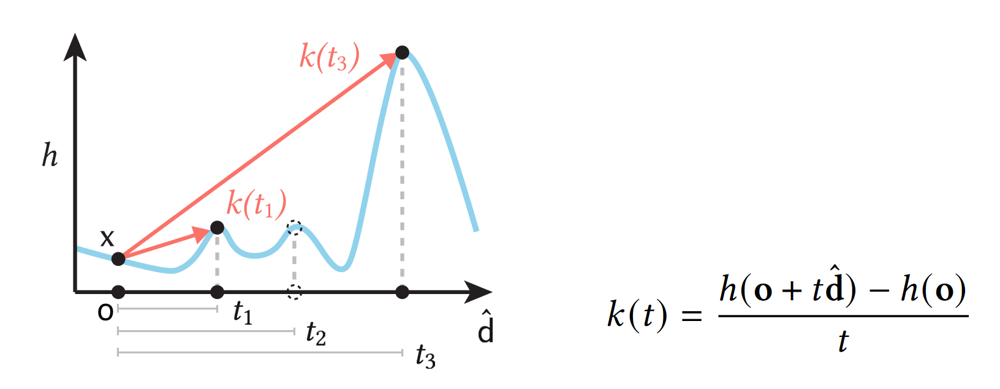 k(t₃)
h
k(t₁)
x
o
t₁
t₂
d̂
t₃
k(t) = (h(o + td̂) − h(o)) / t